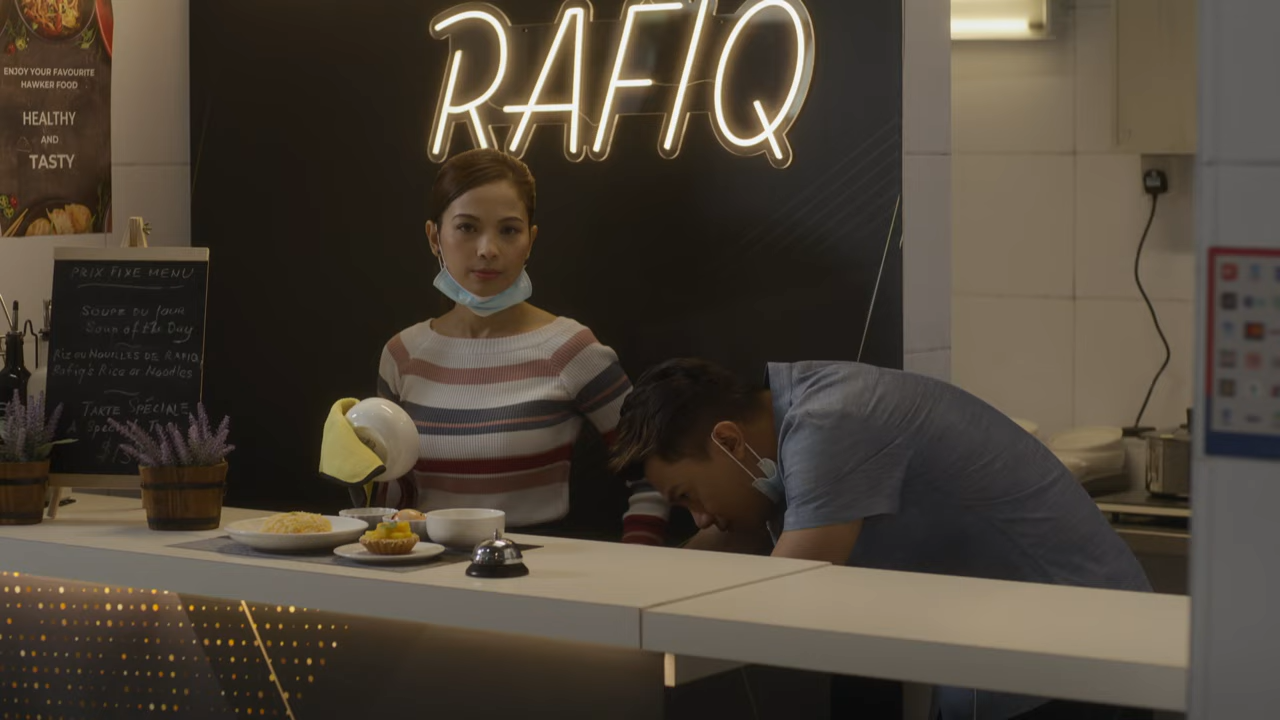 RAFIQ
ENJOY YOUR FAVOURITE
HAWKER FOOD
HEALTHY
AND
TASTY
PRIX FIXE MENU
SOUPE DU JOUR
Soup of the Day
Riz ou NOUILLES DE RAFIQ
Rafiq's Rice or Noodles
TARTE SPÉCIALE
A Special